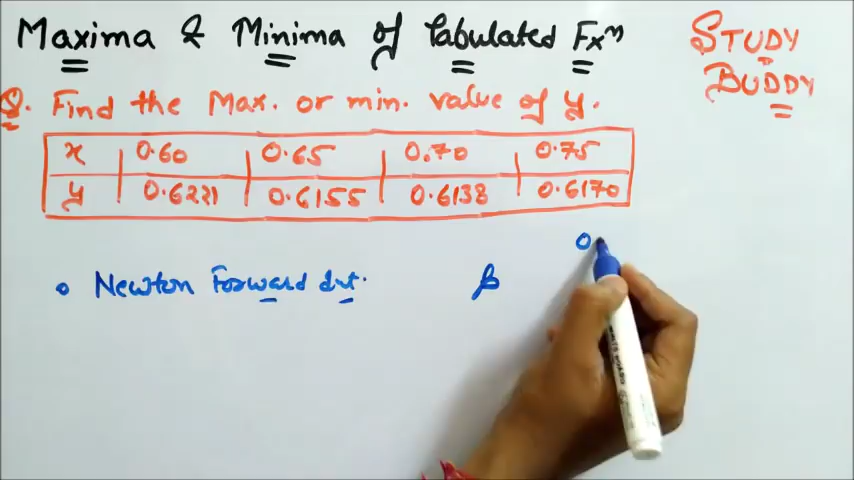 Maxima & Minima of Tabulated Fxⁿ
STUDY BUDDY
Q. Find the Max. or min. value of y.
x 0.60 0.65 0.70 0.75
y 0.6221 0.6155 0.6138 0.6170
0
Newton Forward